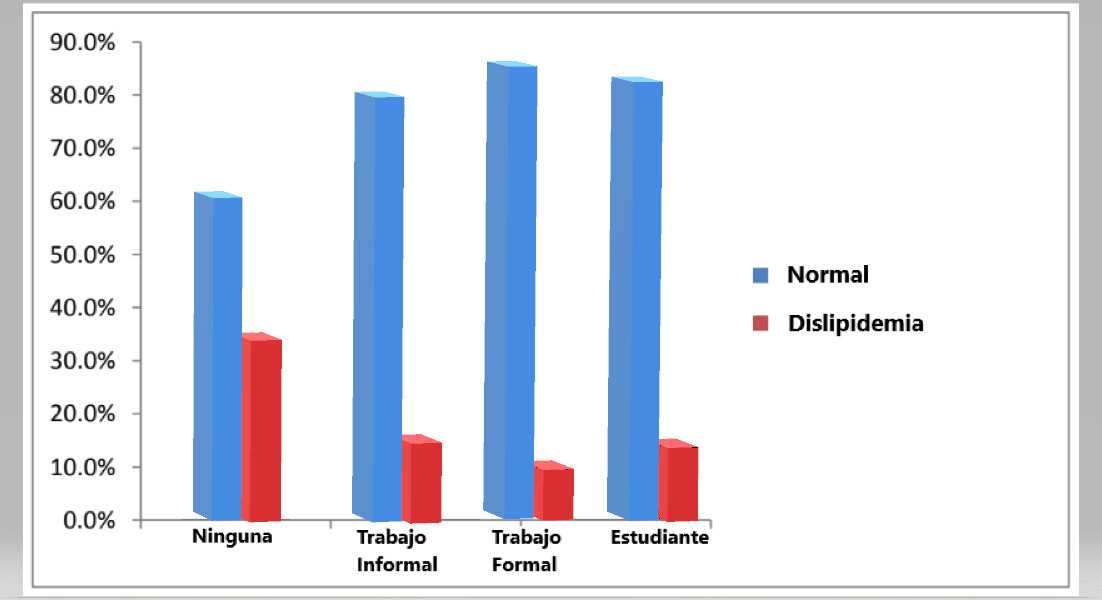 90.0%
80.0%
70.0%
60.0%
50.0%
40.0%
30.0%
20.0%
10.0%
0.0%
Ninguna
Trabajo
Informal
Trabajo
Formal
Estudiante
Normal
Dislipidemia